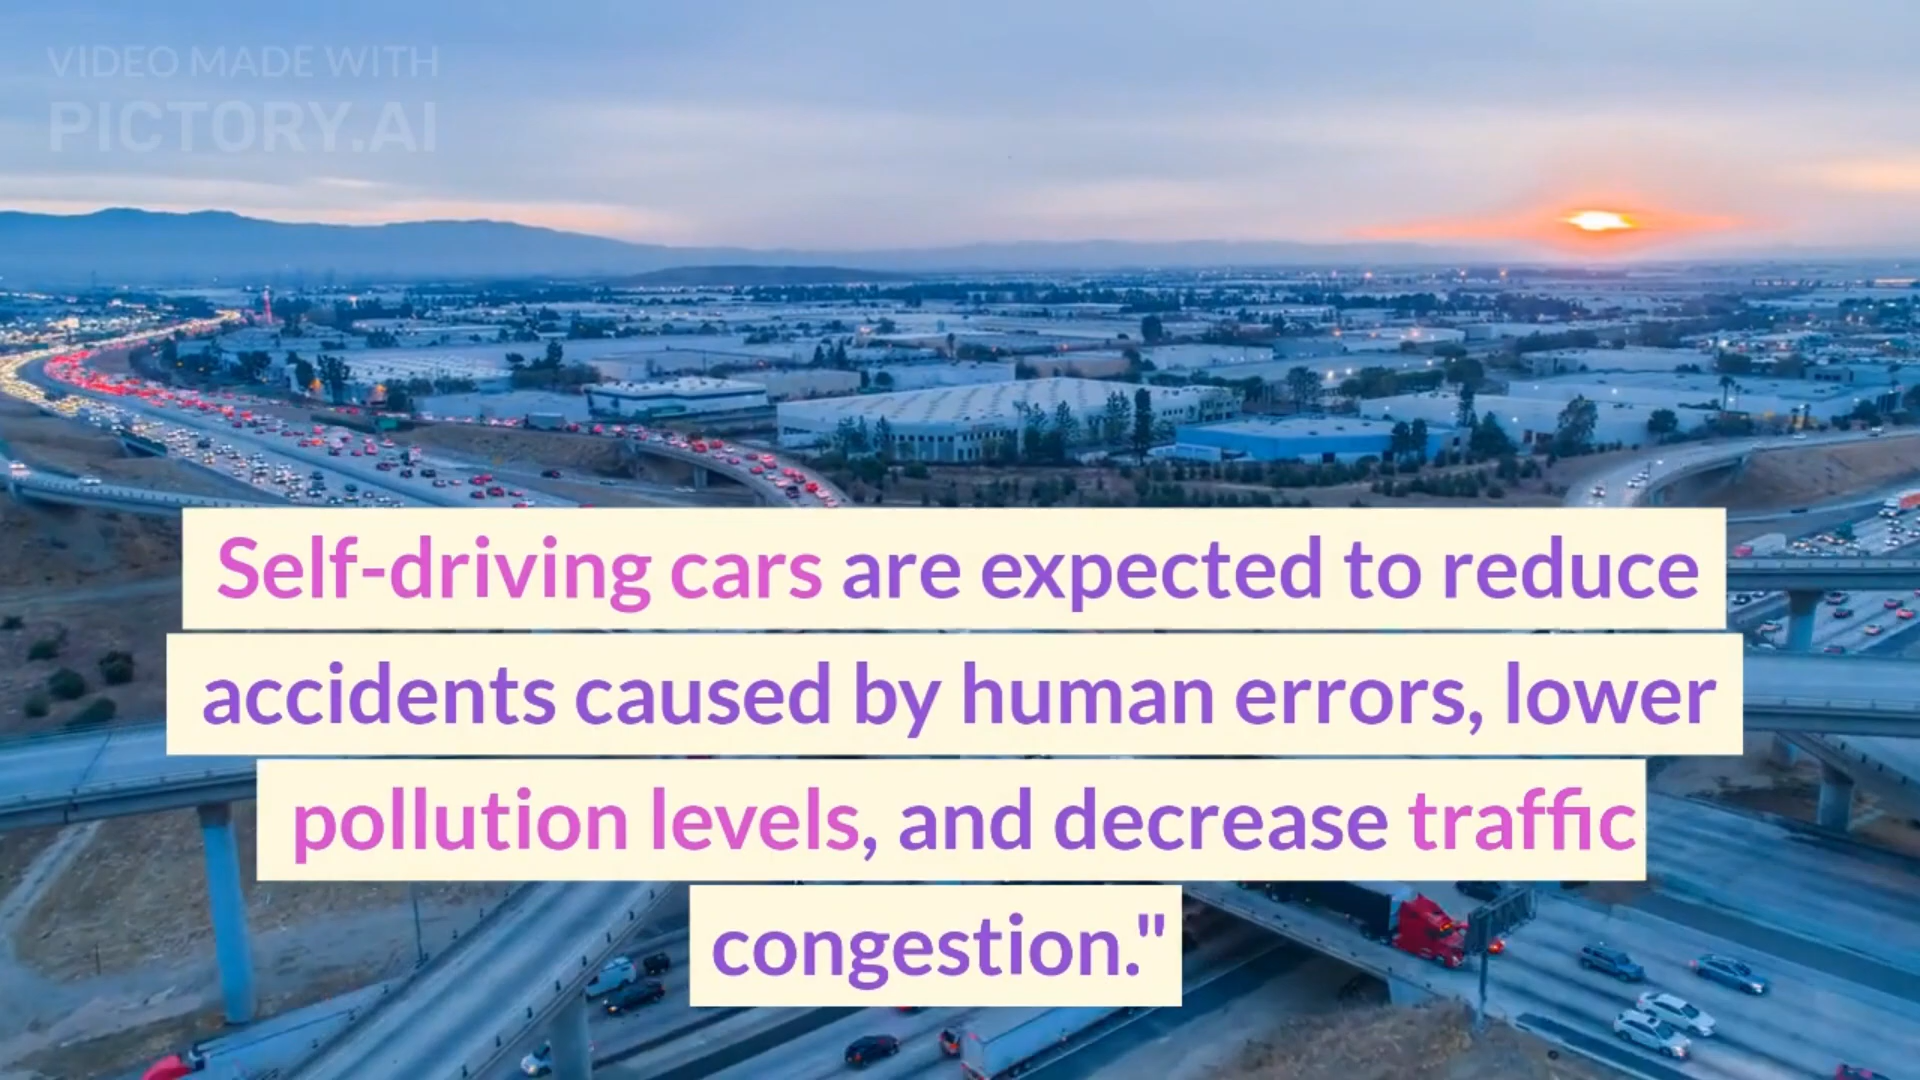 VIDEO MADE WITH
PICTORY.AI
Self-driving cars are expected to reduce
accidents caused by human errors, lower
pollution levels, and decrease traffic
congestion."